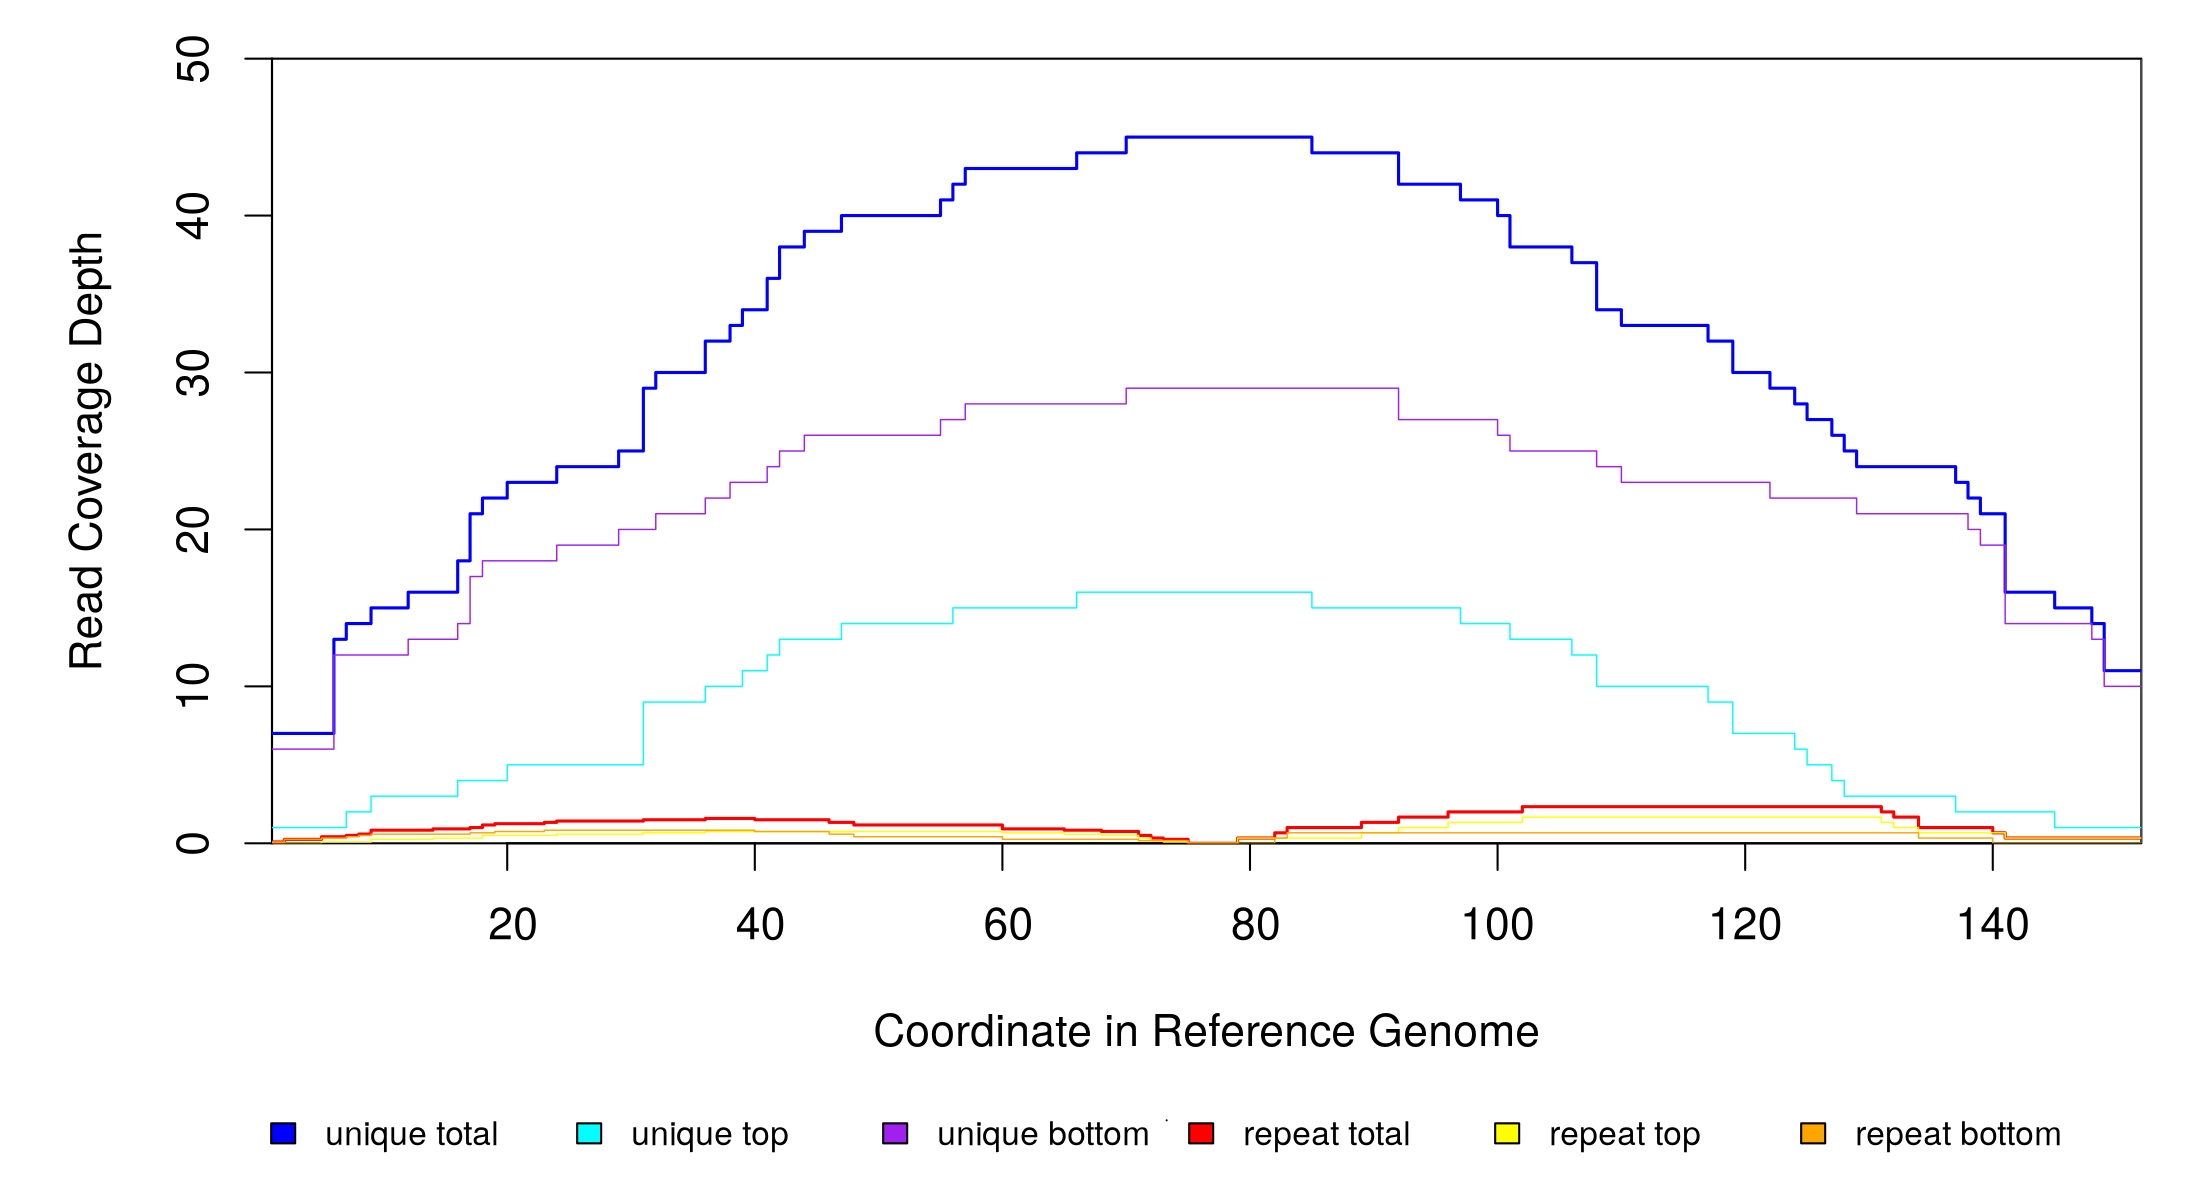 50
40
30
20
10
0
Read Coverage Depth
20 40 60 80 100 120 140
Coordinate in Reference Genome
unique total unique top unique bottom repeat total repeat top repeat bottom